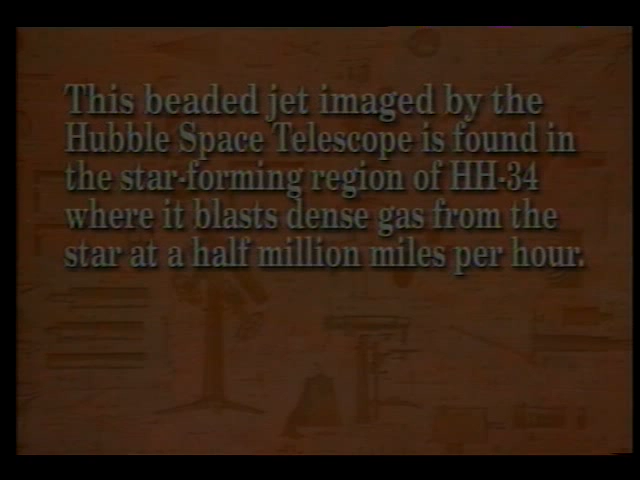 This beaded jet imaged by the
Hubble Space Telescope is found in
the star-forming region of HH-34
where it blasts dense gas from the
star at a half million miles per hour.